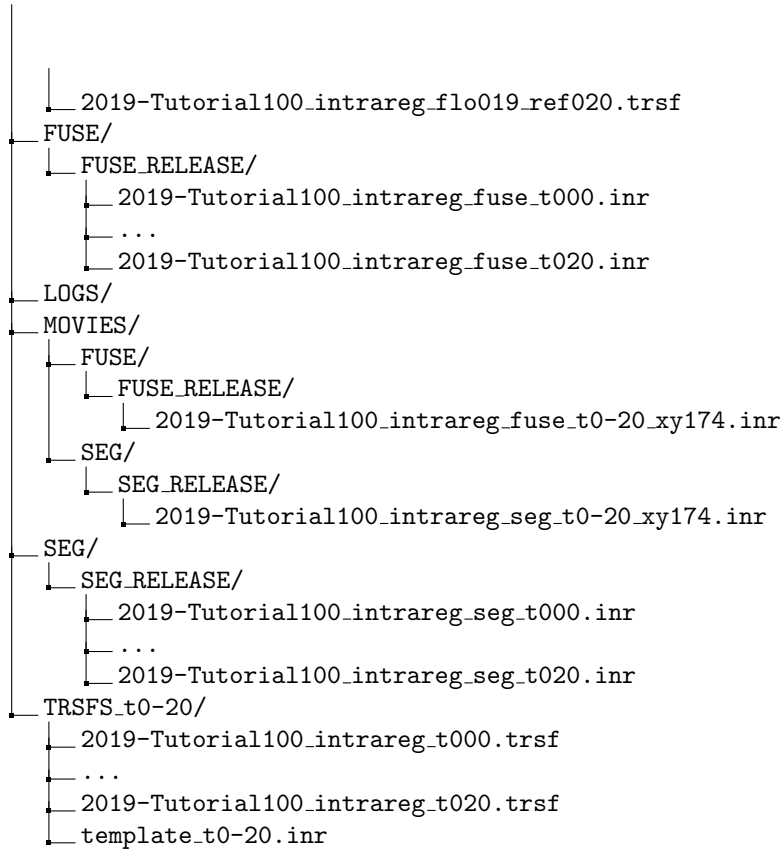 2019-Tutorial100_intrareg_flo019_ref020.trsf
FUSE/
FUSE_RELEASE/
2019-Tutorial100_intrareg_fuse_t000.inr
...
2019-Tutorial100_intrareg_fuse_t020.inr
LOGS/
MOVIES/
FUSE/
FUSE_RELEASE/
2019-Tutorial100_intrareg_fuse_t0-20_xy174.inr
SEG/
SEG_RELEASE/
2019-Tutorial100_intrareg_seg_t0-20_xy174.inr
SEG/
SEG_RELEASE/
2019-Tutorial100_intrareg_seg_t000.inr
...
2019-Tutorial100_intrareg_seg_t020.inr
TRSFS_t0-20/
2019-Tutorial100_intrareg_t000.trsf
...
2019-Tutorial100_intrareg_t020.trsf
template_t0-20.inr